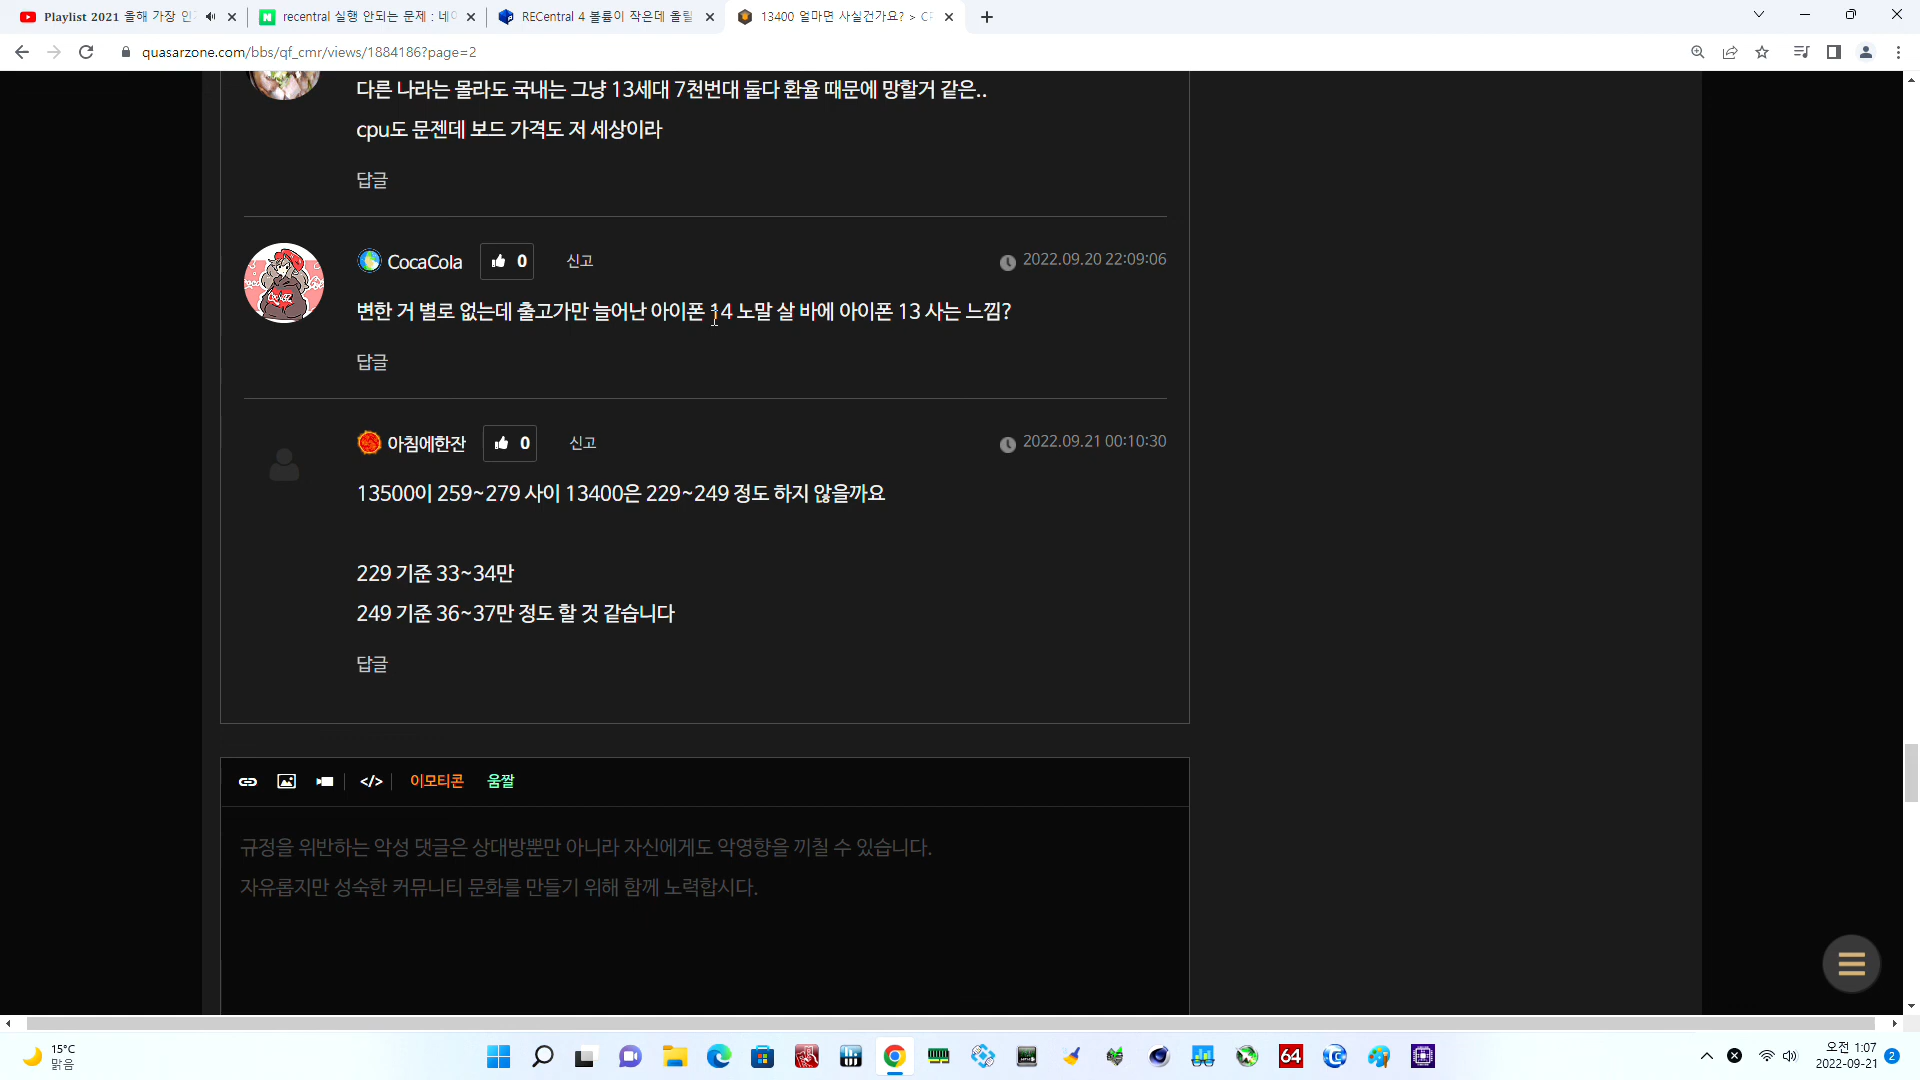 Playlist 2021 올해 가장 인기
recentral 실행 안되는 문제 : 네이
RECentral 4 볼륨이 작은데 올릴
13400 얼마면 사실건가요? > CP
quasarzone.com/bbs/qf_cmr/views/1884186?page=2
다른 나라는 몰라도 국내는 그냥 13세대 7천번대 둘다 환율 때문에 망할거 같은..
cpu도 문젠데 보드 가격도 저 세상이라
답글
CocaCola 0 신고 2022.09.20 22:09:06
변한 거 별로 없는데 출고가만 늘어난 아이폰 14 노말 살 바에 아이폰 13 사는 느낌?
답글
아침에한잔 0 신고 2022.09.21 00:10:30
13500이 259~279 사이 13400은 229~249 정도 하지 않을까요
229 기준 33~34만
249 기준 36~37만 정도 할 것 같습니다
답글
</> 이모티콘 움짤
규정을 위반하는 악성 댓글은 상대방뿐만 아니라 자신에게도 악영향을 끼칠 수 있습니다.
자유롭지만 성숙한 커뮤니티 문화를 만들기 위해 함께 노력합시다.
15°C
맑음
64
오전 1:07
2022-09-21
2